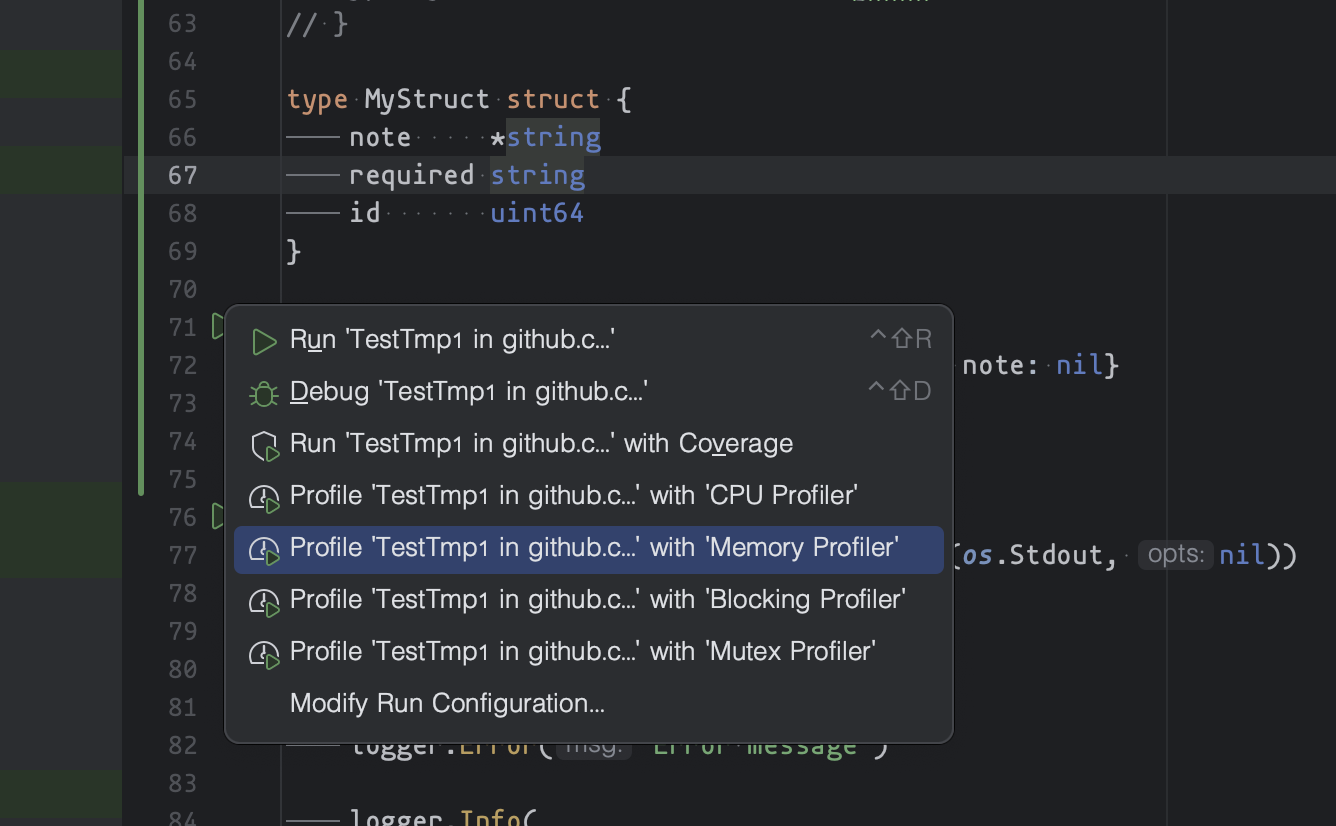 63 // }
64
65 type MyStruct struct {
66 note *string
67 required string
68 id uint64
69 }
70
71
72 note: nil}
73
74
75
76
77 (os.Stdout, opts: nil))
78
79
80
81
82 logger.Error( msg: "Error message")
83
84 logger.Info(
Run 'TestTmp1 in github.c...' ^⇧R
Debug 'TestTmp1 in github.c...' ^⇧D
Run 'TestTmp1 in github.c...' with Coverage
Profile 'TestTmp1 in github.c...' with 'CPU Profiler'
Profile 'TestTmp1 in github.c...' with 'Memory Profiler'
Profile 'TestTmp1 in github.c...' with 'Blocking Profiler'
Profile 'TestTmp1 in github.c...' with 'Mutex Profiler'
Modify Run Configuration...